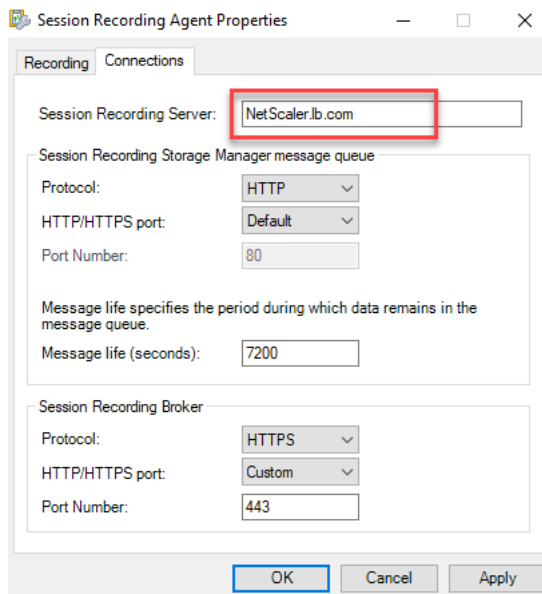 Session Recording Agent Properties
Recording Connections
Session Recording Server: NetScaler.lb.com
Session Recording Storage Manager message queue
Protocol: HTTP
HTTP/HTTPS port: Default
Port Number: 80
Message life specifies the period during which data remains in the
message queue.
Message life (seconds): 7200
Session Recording Broker
Protocol: HTTPS
HTTP/HTTPS port: Custom
Port Number: 443
OK Cancel Apply